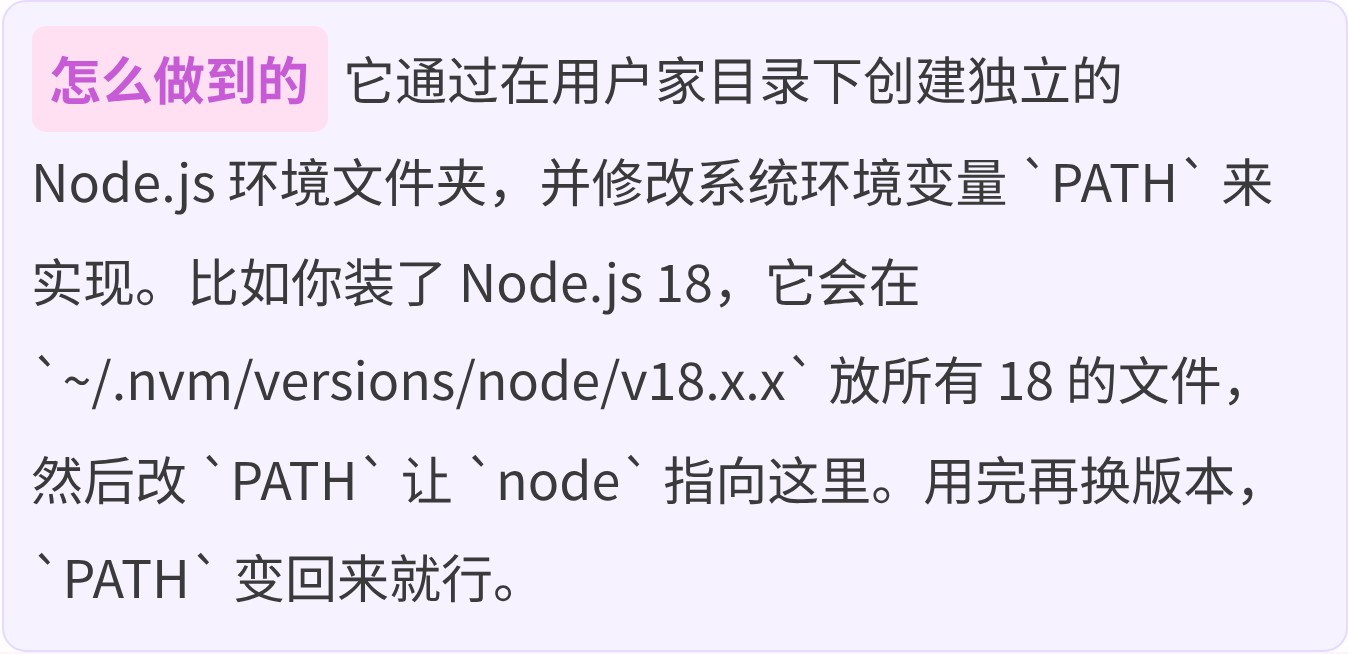 怎么做到的 它通过在用户家目录下创建独立的
Node.js 环境文件夹，并修改系统环境变量 `PATH` 来
实现。比如你装了 Node.js 18，它会在
`~/.nvm/versions/node/v18.x.x` 放所有 18 的文件，
然后改 `PATH` 让 `node` 指向这里。用完再换版本，
`PATH` 变回来就行。